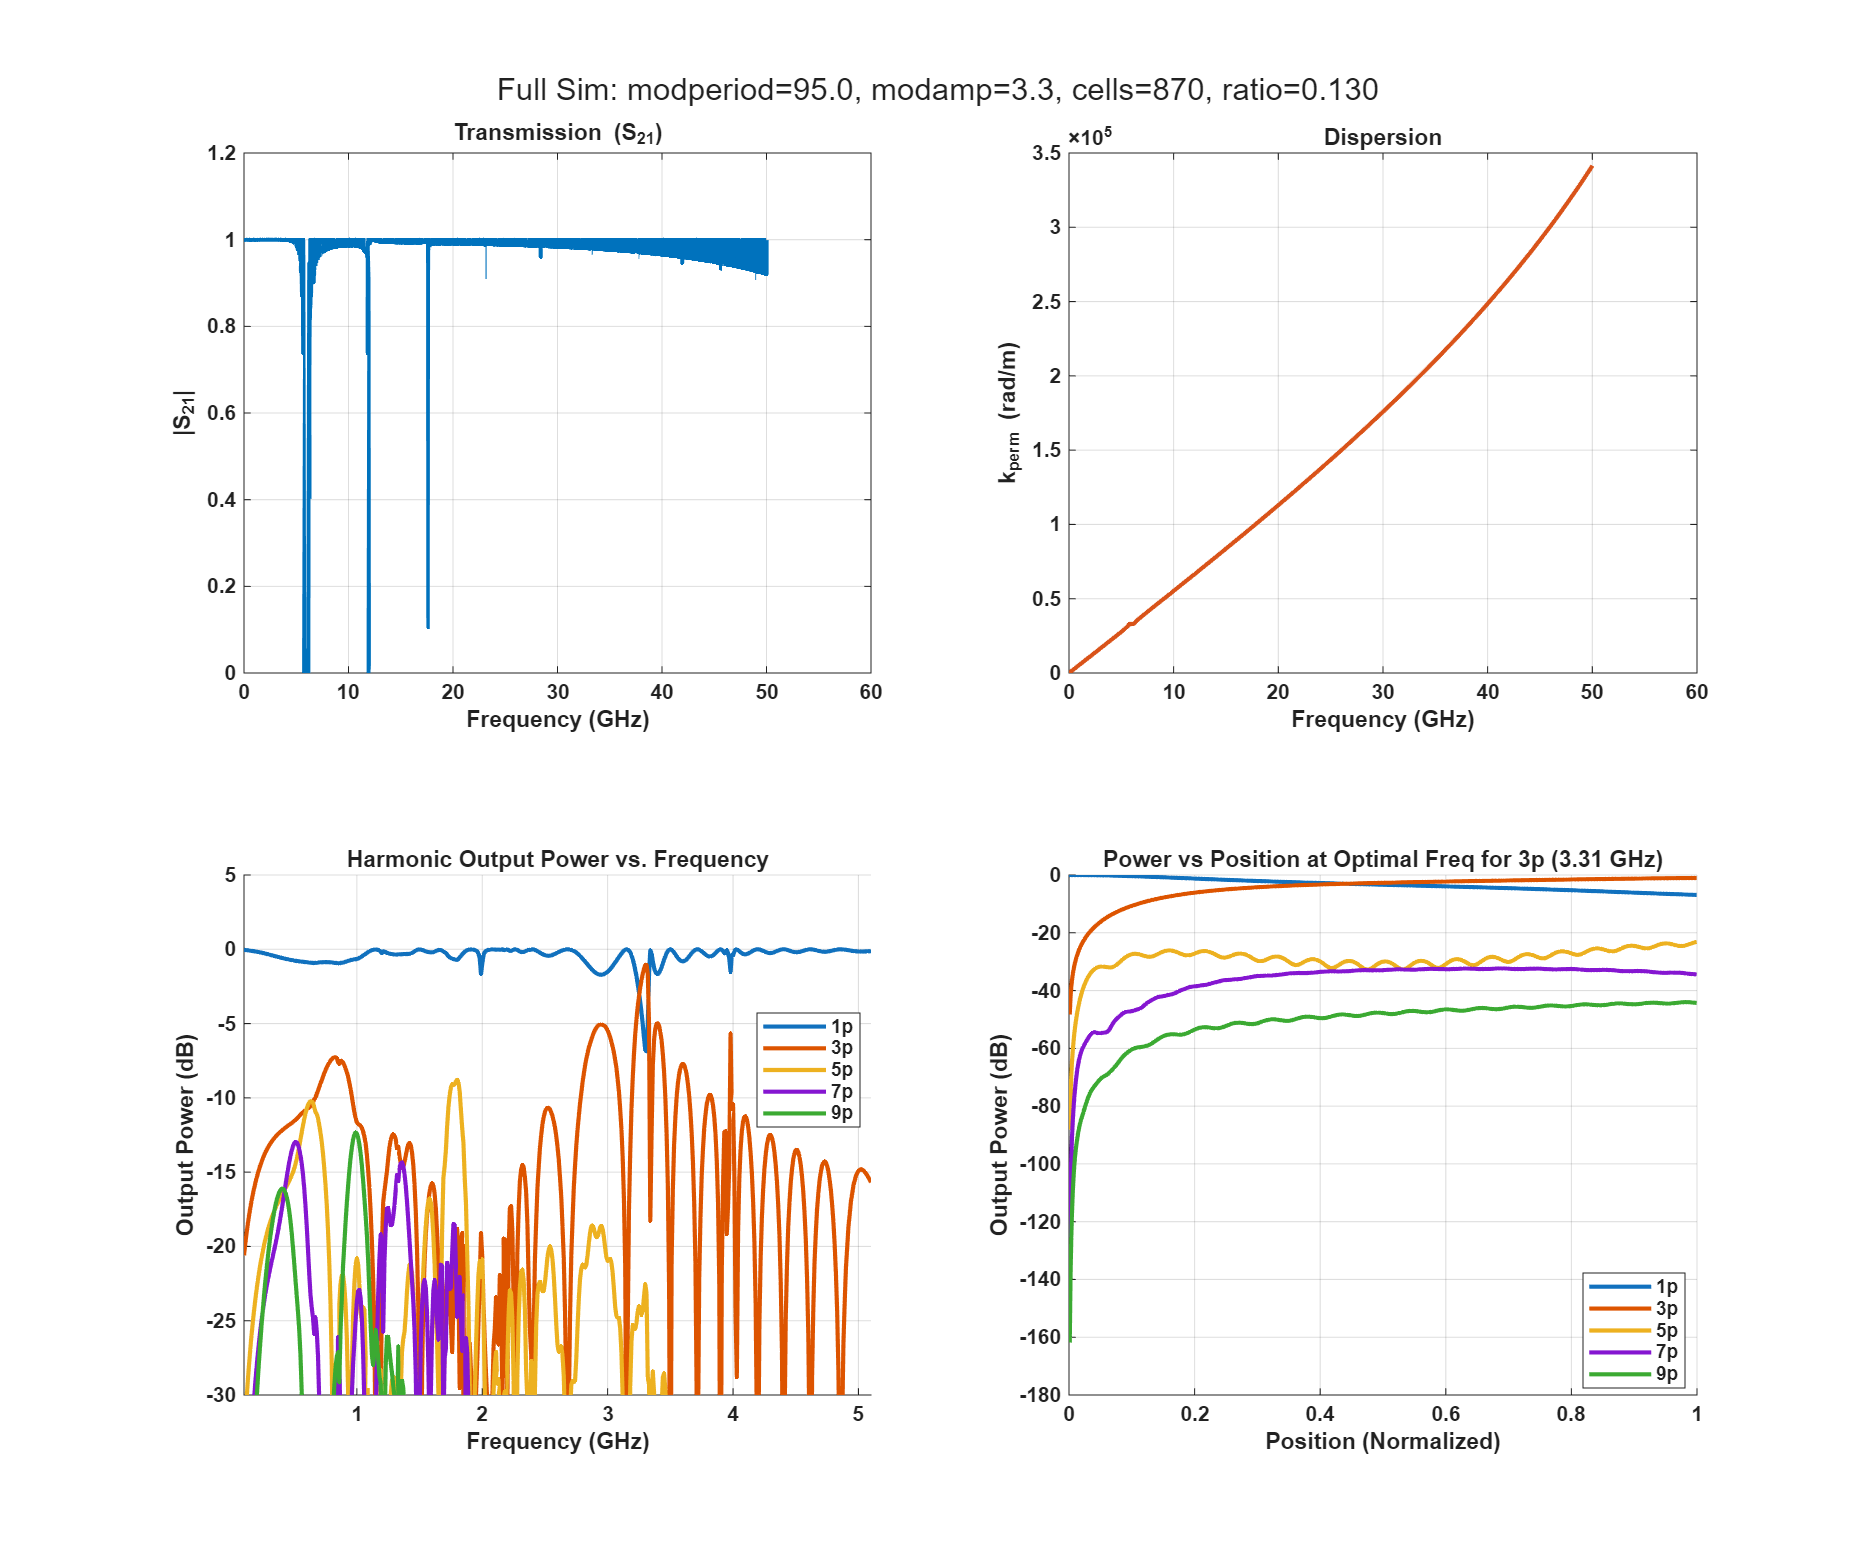 Full Sim: modperiod=95.0, modamp=3.3, cells=870, ratio=0.130
Transmission (S21)
1.2
1
0.8
0.6
0.4
0.2
0
|S21|
0 10 20 30 40 50 60
Frequency (GHz)
×10⁵
Dispersion
3.5
3
2.5
2
1.5
1
0.5
0
kperm (rad/m)
0 10 20 30 40 50 60
Frequency (GHz)
Harmonic Output Power vs. Frequency
5
0
-5
-10
-15
-20
-25
-30
Output Power (dB)
1p
3p
5p
7p
9p
1 2 3 4 5
Frequency (GHz)
Power vs Position at Optimal Freq for 3p (3.31 GHz)
0
-20
-40
-60
-80
-100
-120
-140
-160
-180
Output Power (dB)
1p
3p
5p
7p
9p
0 0.2 0.4 0.6 0.8 1
Position (Normalized)